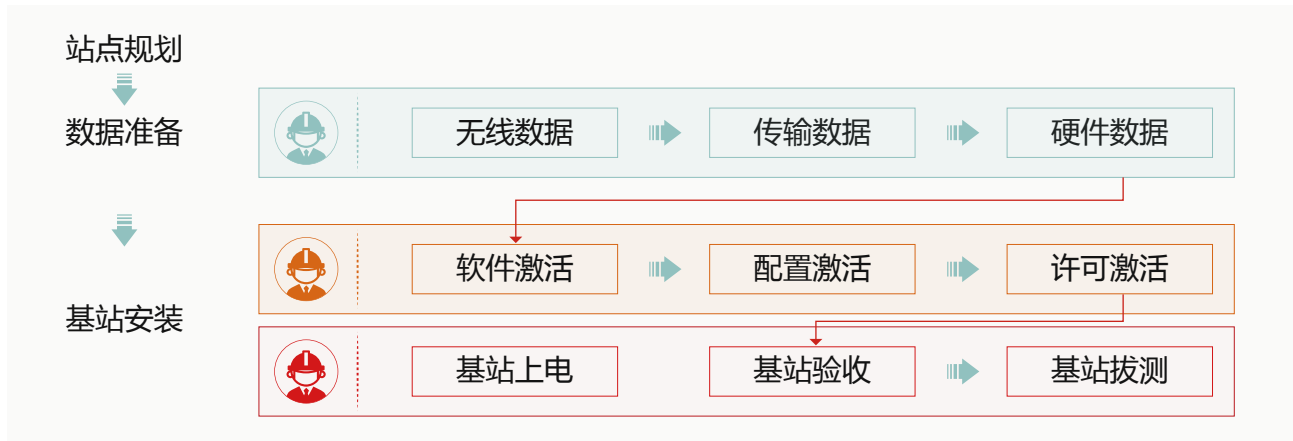 站点规划
数据准备
无线数据
传输数据
硬件数据
基站安装
软件激活
配置激活
许可激活
基站上电
基站验收
基站拔测